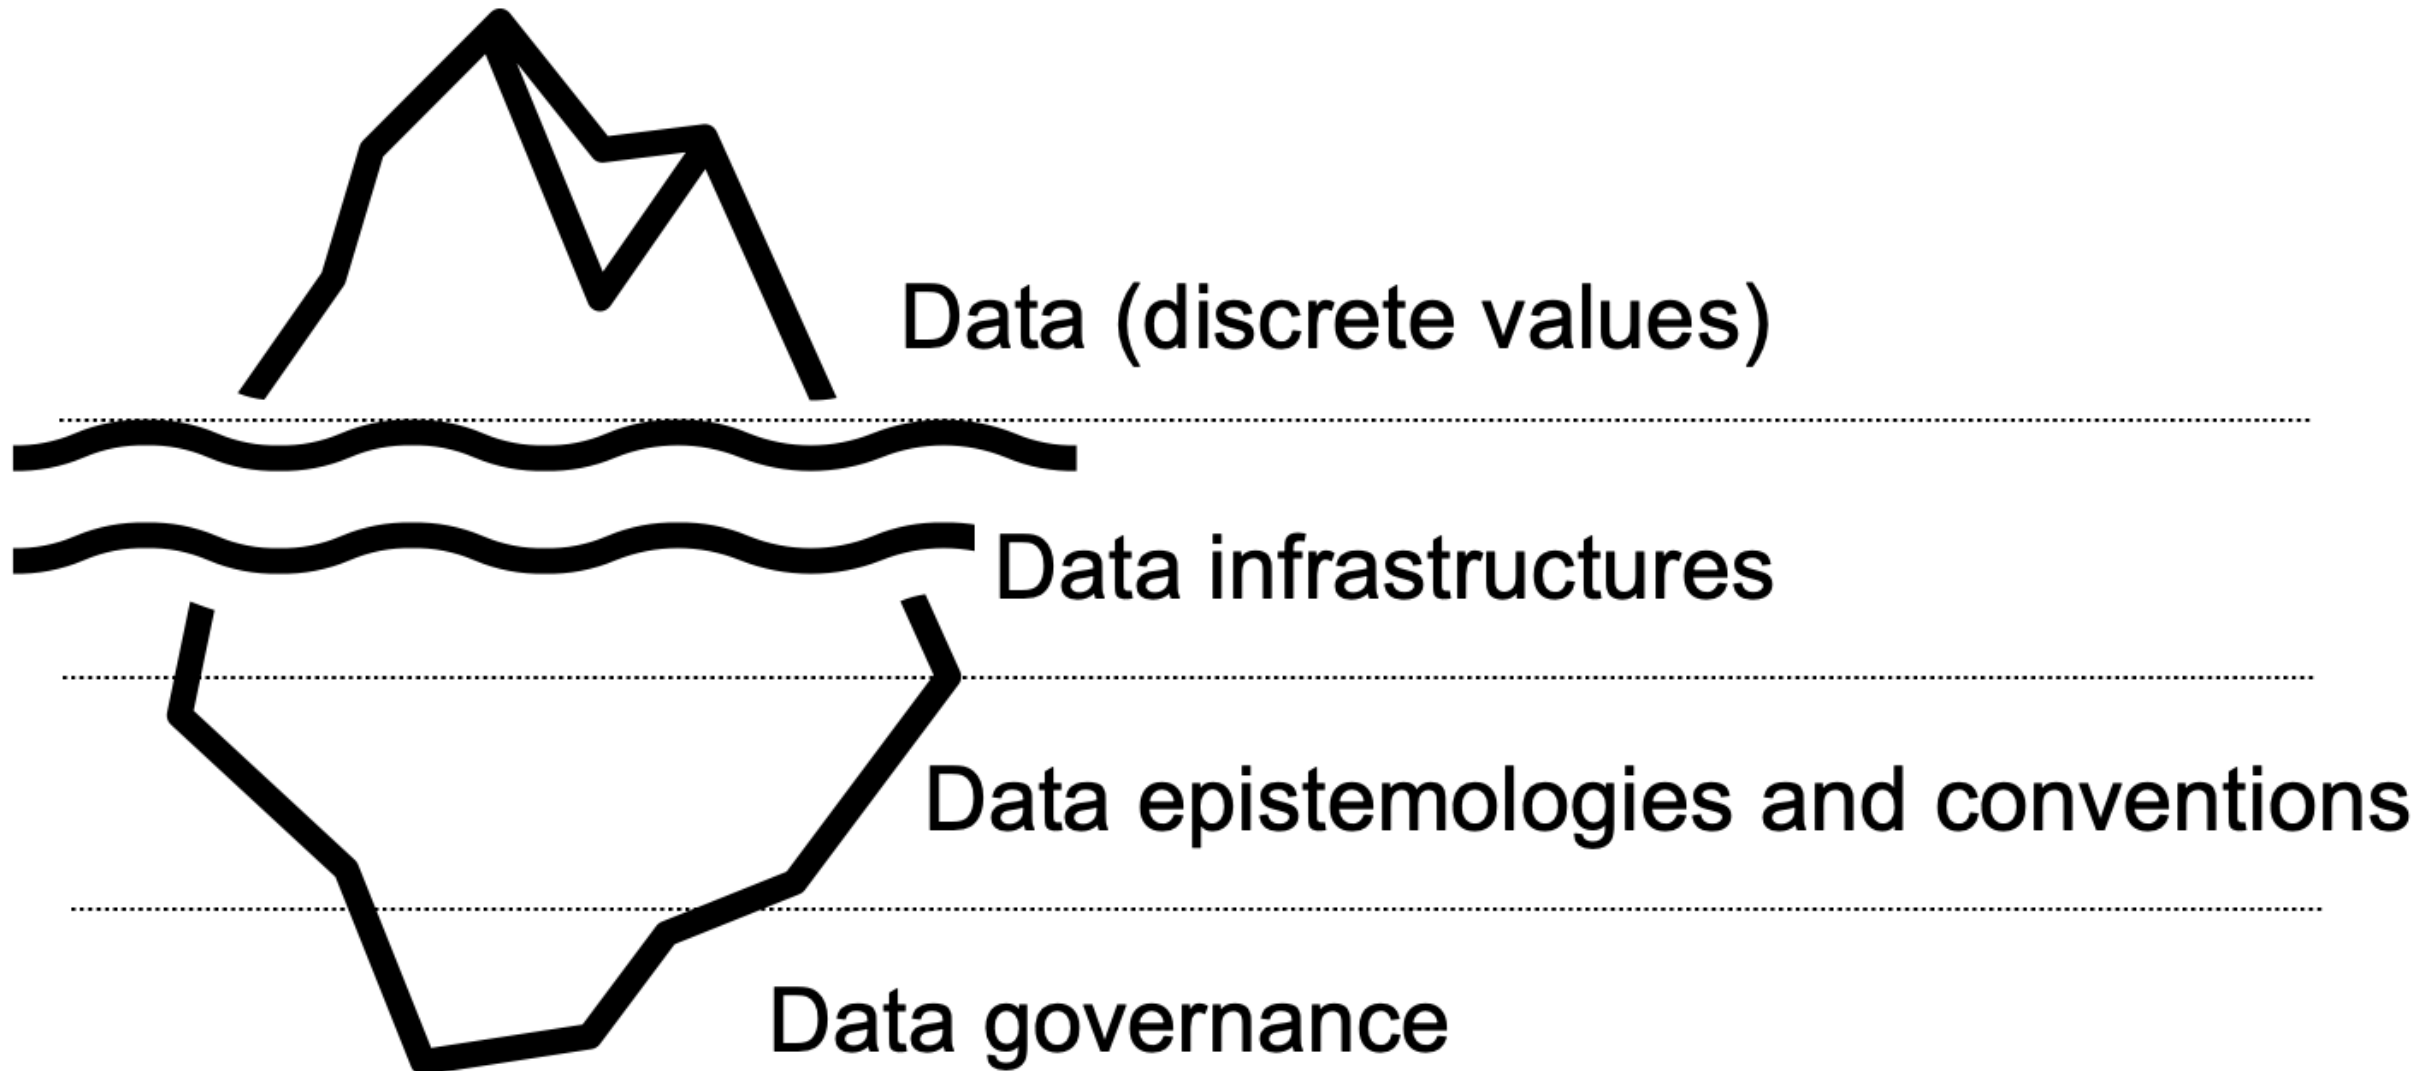 Data (discrete values)
Data infrastructures
Data epistemologies and conventions
Data governance